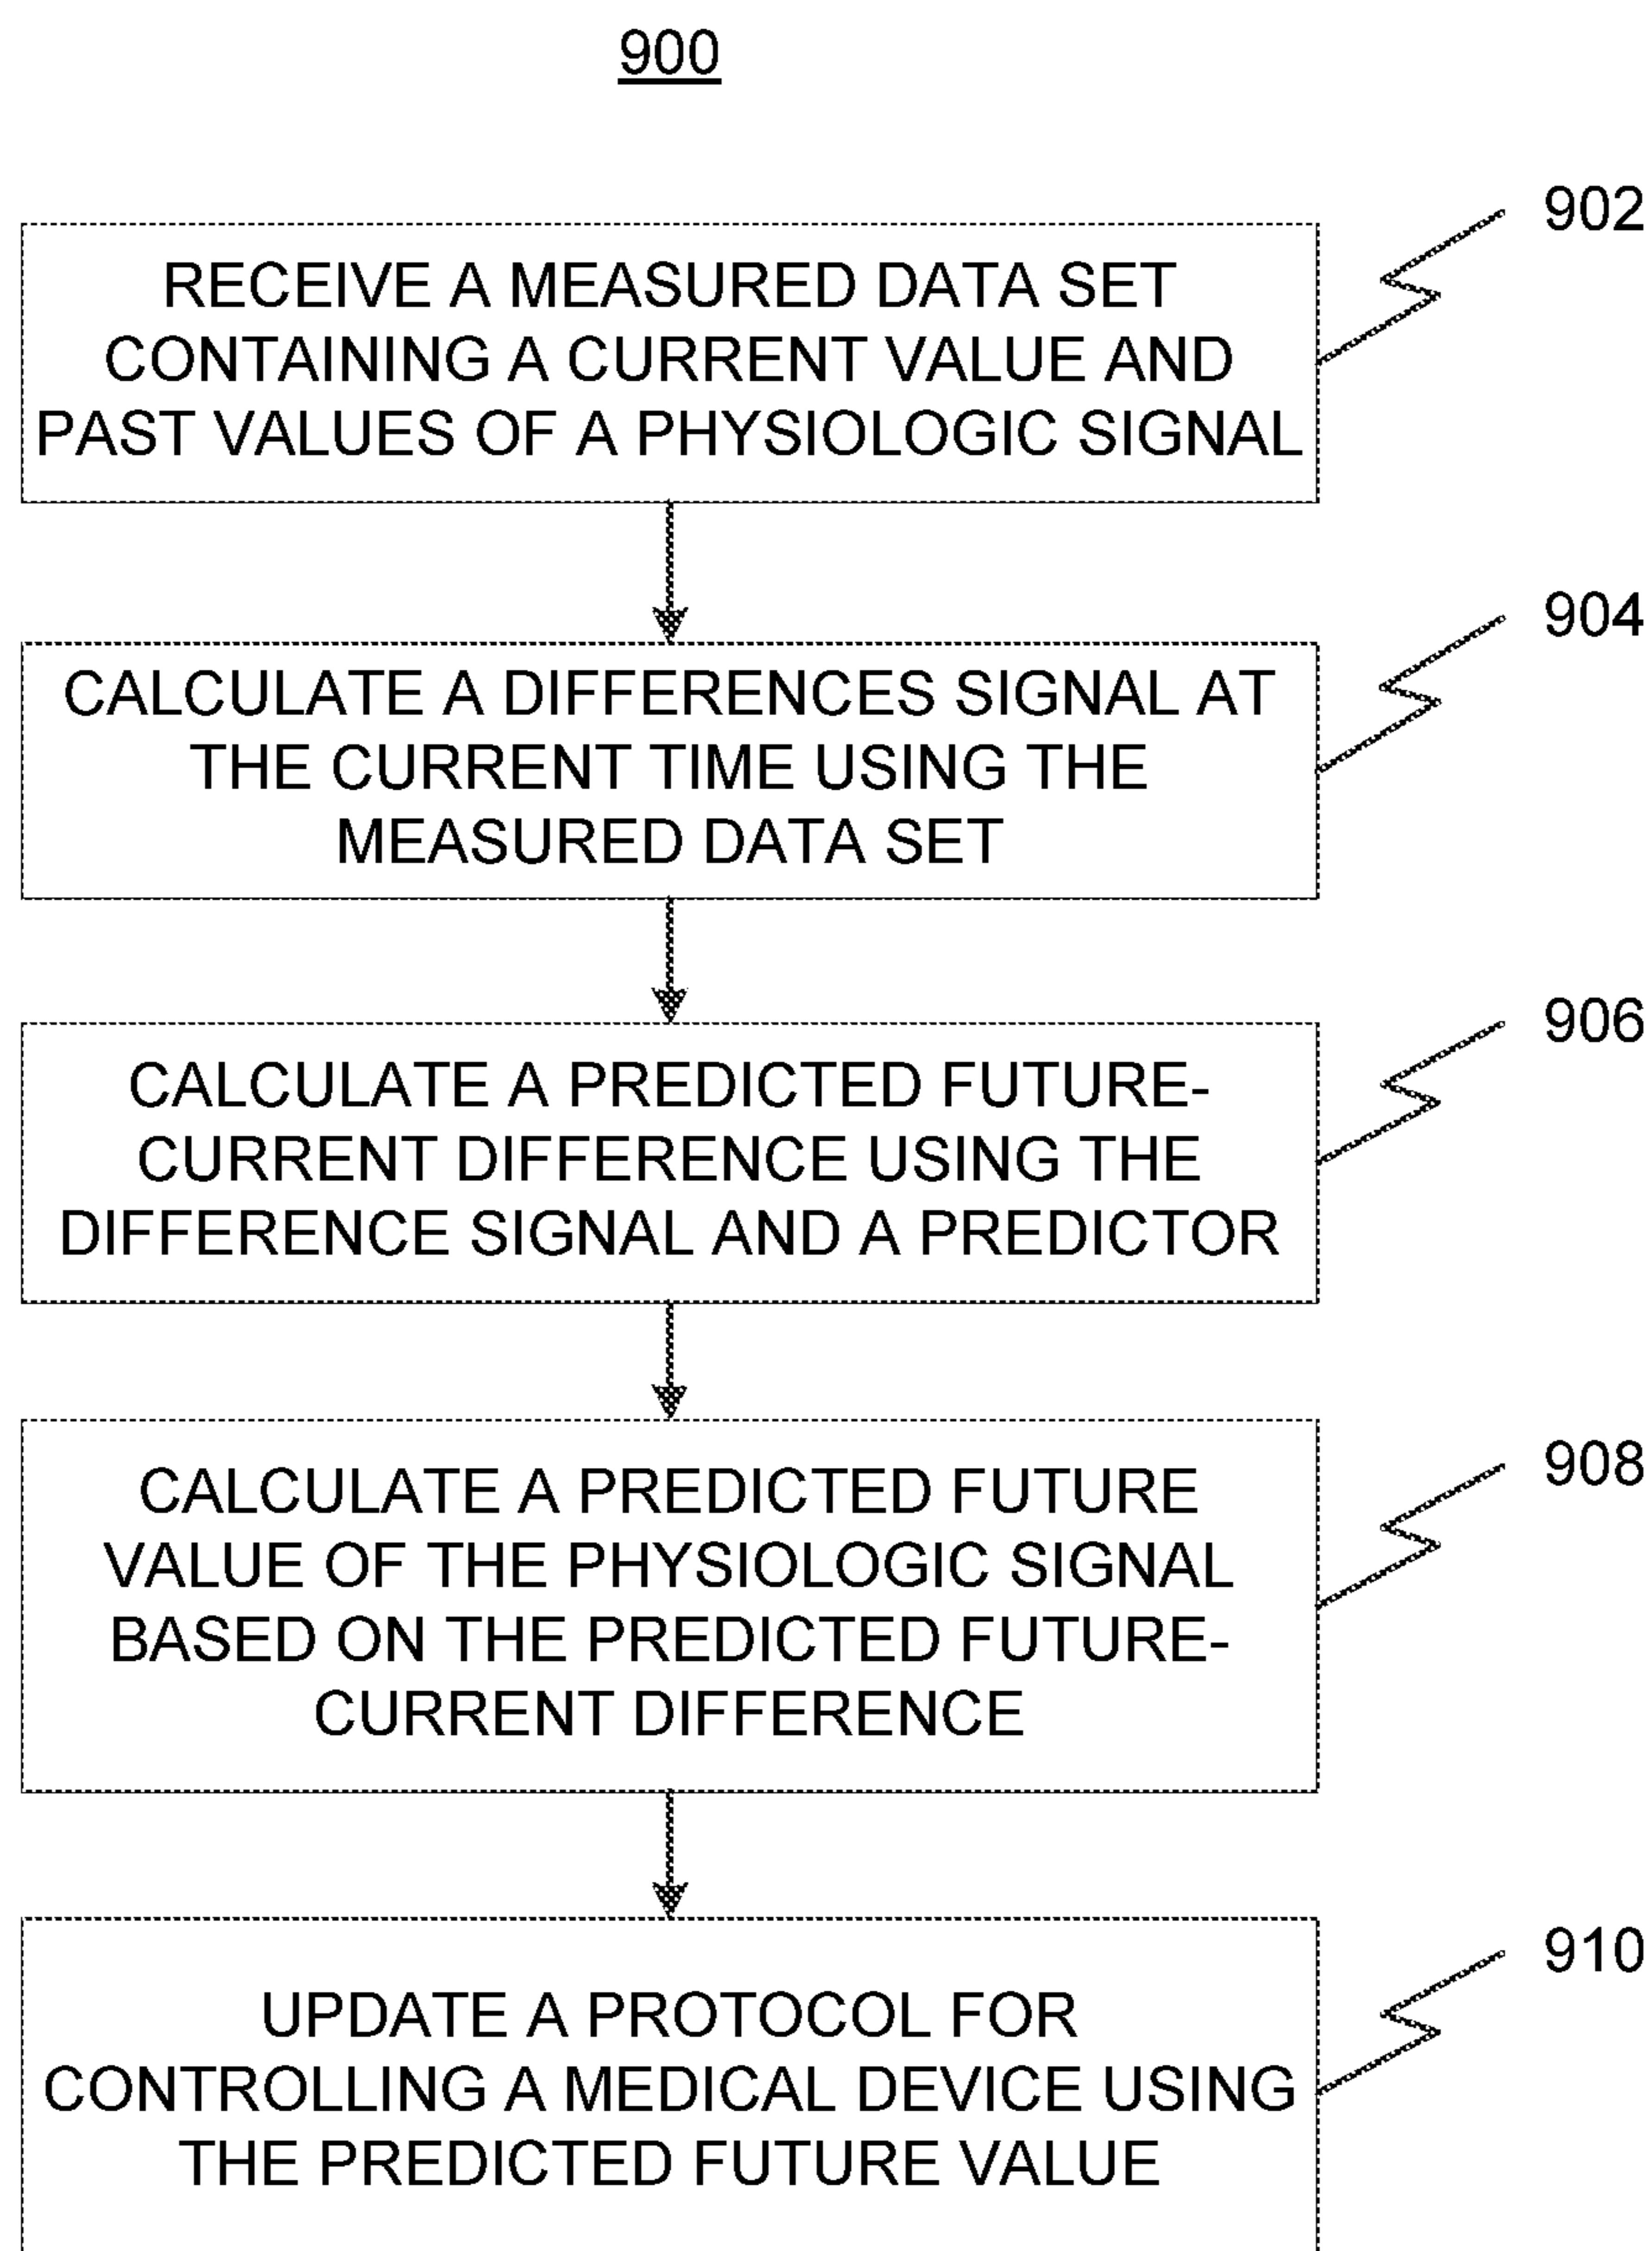 900
902
RECEIVE A MEASURED DATA SET
CONTAINING A CURRENT VALUE AND
PAST VALUES OF A PHYSIOLOGIC SIGNAL
904
CALCULATE A DIFFERENCES SIGNAL AT
THE CURRENT TIME USING THE
MEASURED DATA SET
906
CALCULATE A PREDICTED FUTURE-
CURRENT DIFFERENCE USING THE
DIFFERENCE SIGNAL AND A PREDICTOR
908
CALCULATE A PREDICTED FUTURE
VALUE OF THE PHYSIOLOGIC SIGNAL
BASED ON THE PREDICTED FUTURE-
CURRENT DIFFERENCE
910
UPDATE A PROTOCOL FOR
CONTROLLING A MEDICAL DEVICE USING
THE PREDICTED FUTURE VALUE